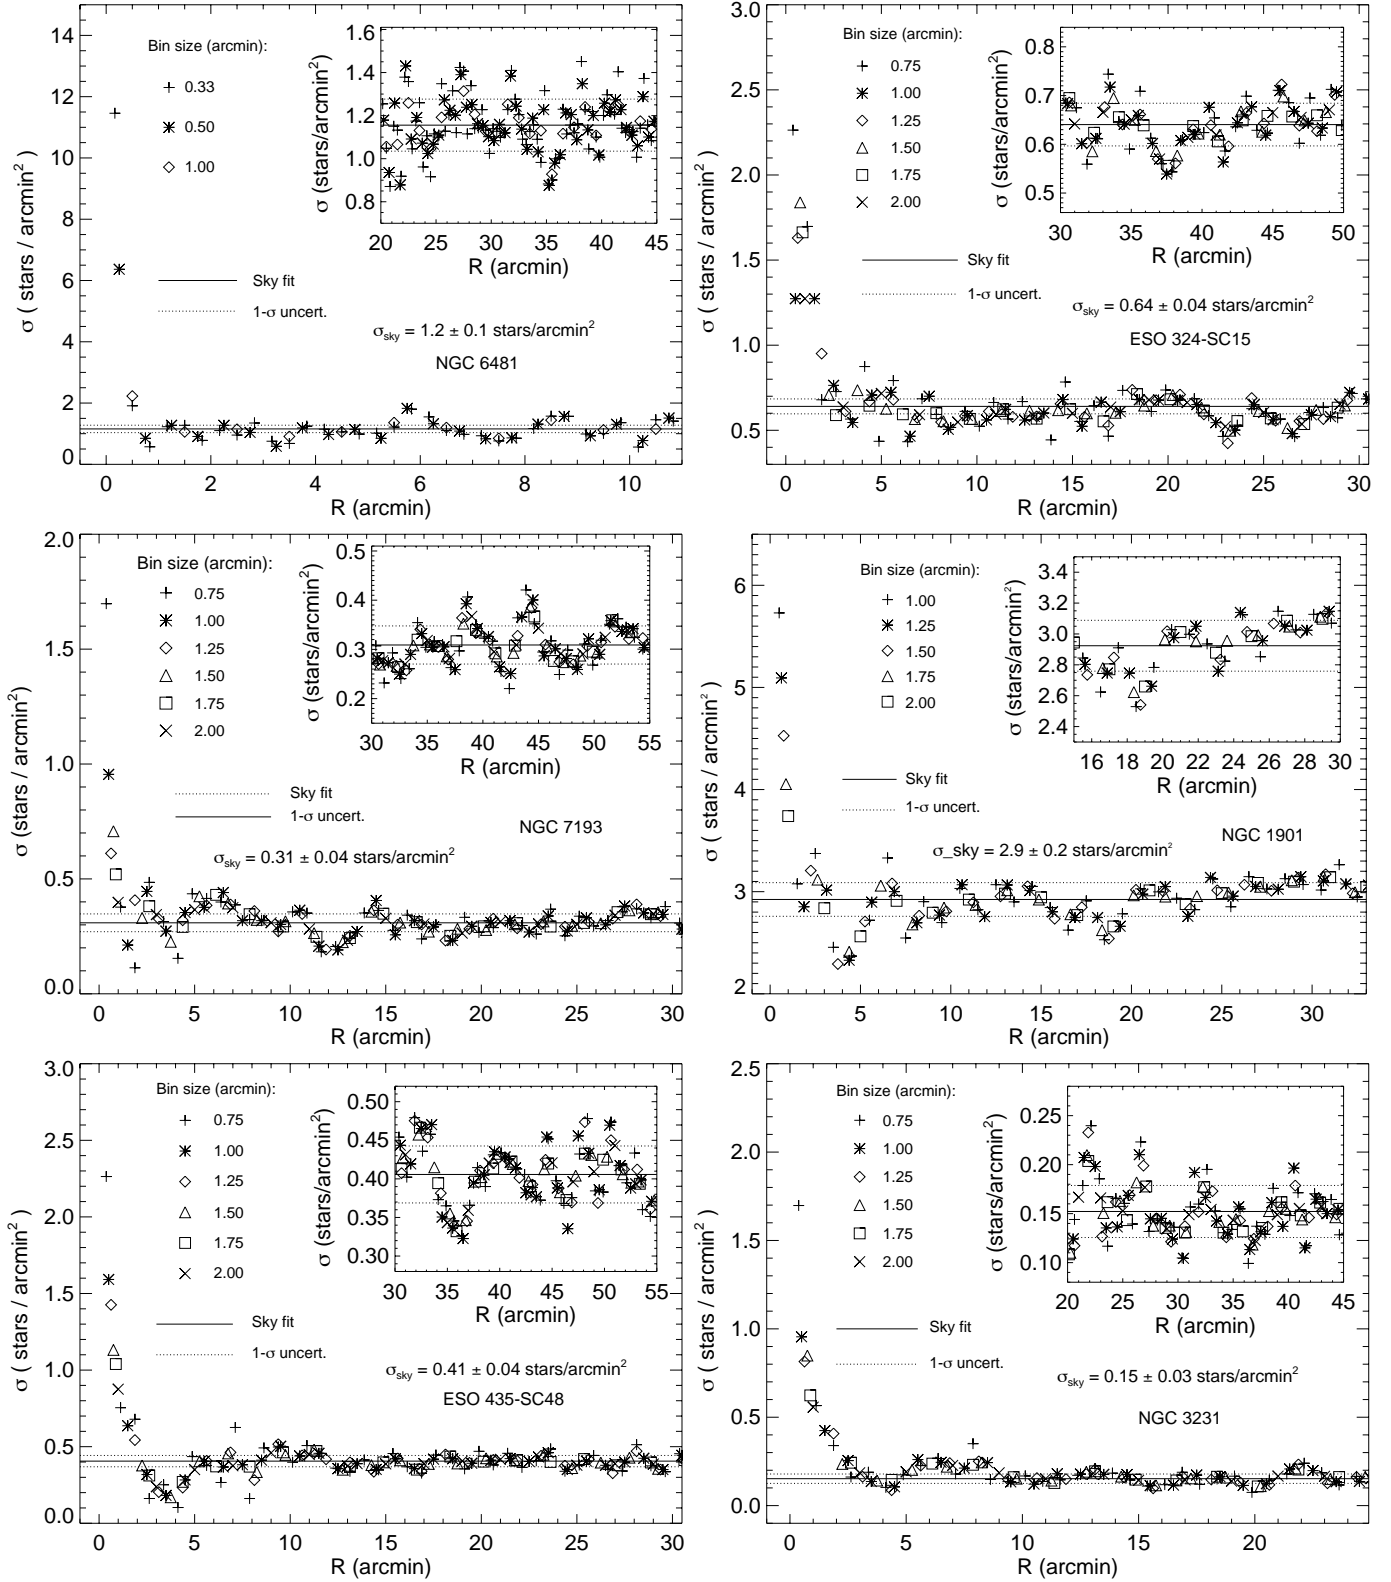 14
12
10
8
6
4
2
0
σ ( stars / arcmin² )
Bin size (arcmin):
0.33
0.50
1.00
1.6
1.4
1.2
1.0
0.8
σ (stars/arcmin²)
20 25 30 35 40 45
R (arcmin)
Sky fit
1-σ uncert.
σsky = 1.2 ± 0.1 stars/arcmin²
NGC 6481
0 2 4 6 8 10
R (arcmin)
3.0
2.5
2.0
1.5
1.0
0.5
σ ( stars / arcmin² )
Bin size (arcmin):
0.75
1.00
1.25
1.50
1.75
2.00
0.8
0.7
0.6
0.5
σ (stars/arcmin²)
30 35 40 45 50
R (arcmin)
Sky fit
1-σ uncert.
σsky = 0.64 ± 0.04 stars/arcmin²
ESO 324-SC15
0 5 10 15 20 25 30
R (arcmin)
2.0
1.5
1.0
0.5
0.0
σ (stars / arcmin²)
Bin size (arcmin):
0.75
1.00
1.25
1.50
1.75
2.00
0.5
0.4
0.3
0.2
σ (stars/arcmin²)
30 35 40 45 50 55
R (arcmin)
Sky fit
1-σ uncert.
NGC 7193
σsky = 0.31 ± 0.04 stars/arcmin²
0 5 10 15 20 25 30
R (arcmin)
6
5
4
3
2
σ ( stars / arcmin² )
Bin size (arcmin):
1.00
1.25
1.50
1.75
2.00
3.4
3.2
3.0
2.8
2.6
2.4
σ (stars/arcmin²)
16 18 20 22 24 26 28 30
R (arcmin)
Sky fit
1-σ uncert.
NGC 1901
σ_sky = 2.9 ± 0.2 stars/arcmin²
0 5 10 15 20 25 30
R (arcmin)
3.0
2.5
2.0
1.5
1.0
0.5
0.0
σ ( stars / arcmin² )
Bin size (arcmin):
0.75
1.00
1.25
1.50
1.75
2.00
0.50
0.45
0.40
0.35
0.30
σ (stars/arcmin²)
30 35 40 45 50 55
R (arcmin)
Sky fit
1-σ uncert.
σsky = 0.41 ± 0.04 stars/arcmin²
ESO 435-SC48
0 5 10 15 20 25 30
R (arcmin)
2.5
2.0
1.5
1.0
0.5
0.0
σ ( stars / arcmin² )
Bin size (arcmin):
0.75
1.00
1.25
1.50
1.75
2.00
0.25
0.20
0.15
0.10
σ (stars/arcmin²)
20 25 30 35 40 45
R (arcmin)
Sky fit
1-σ uncert.
σsky = 0.15 ± 0.03 stars/arcmin²
NGC 3231
0 5 10 15 20
R (arcmin)